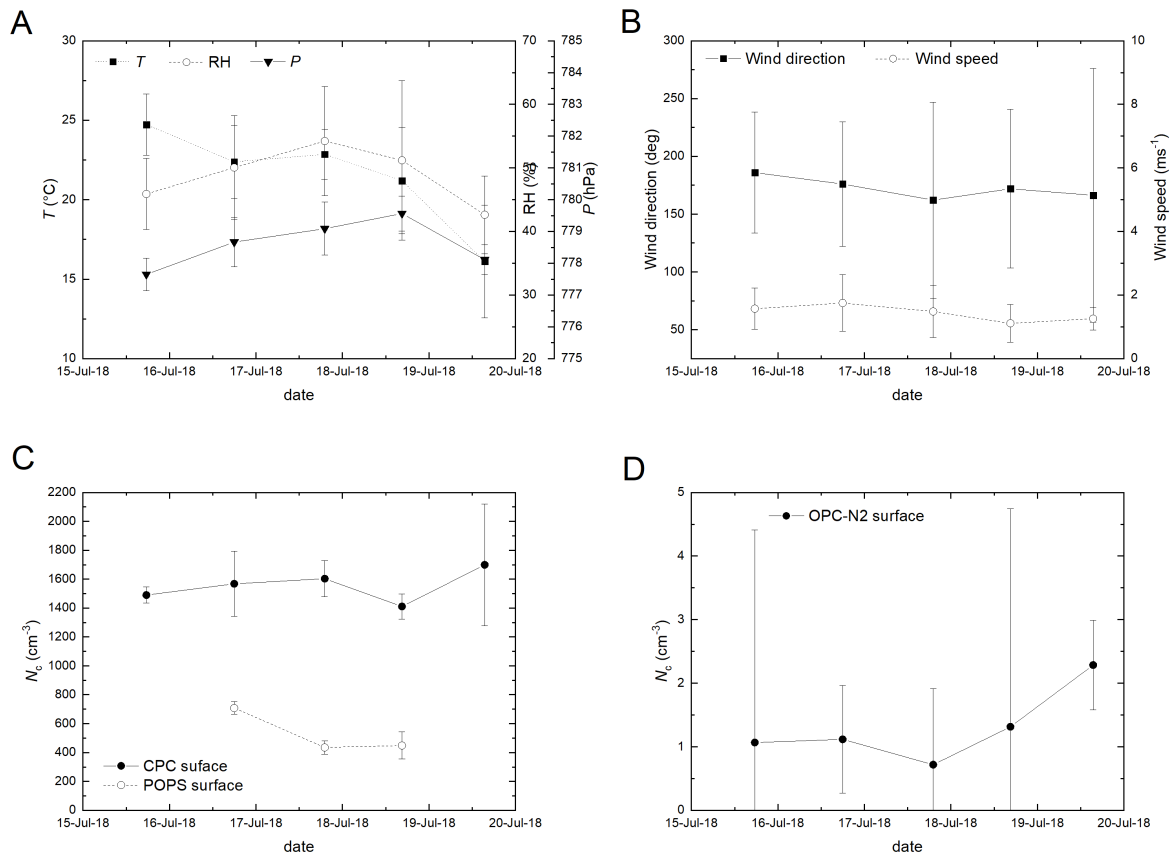 A
T RH P
30
25
20
15
10
T (°C)
70
60
50
40
30
20
RH (%)
785
784
783
782
781
780
779
778
777
776
775
P (hPa)
15-Jul-18 16-Jul-18 17-Jul-18 18-Jul-18 19-Jul-18 20-Jul-18
date
B
Wind direction Wind speed
300
250
200
150
100
50
Wind direction (deg)
10
8
6
4
2
0
Wind speed (ms-1)
15-Jul-18 16-Jul-18 17-Jul-18 18-Jul-18 19-Jul-18 20-Jul-18
date
C
2200
2000
1800
1600
1400
1200
1000
800
600
400
200
0
Nc (cm-3)
CPC suface
POPS surface
15-Jul-18 16-Jul-18 17-Jul-18 18-Jul-18 19-Jul-18 20-Jul-18
date
D
OPC-N2 surface
5
4
3
2
1
0
Nc (cm-3)
15-Jul-18 16-Jul-18 17-Jul-18 18-Jul-18 19-Jul-18 20-Jul-18
date